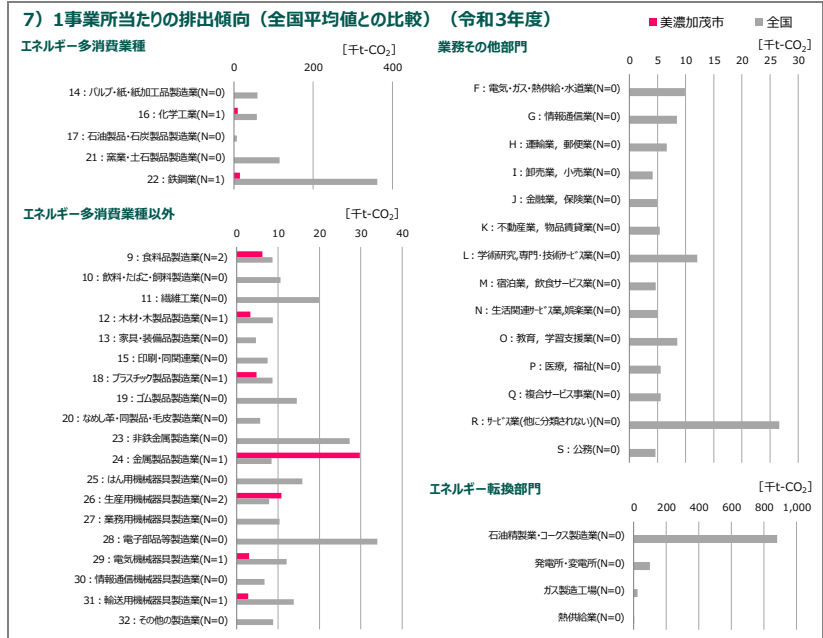 7）1事業所当たりの排出傾向（全国平均値との比較）（令和3年度）
■美濃加茂市 ■全国
エネルギー多消費業種
[千t-CO₂]
0 200 400
14：パルプ・紙・紙加工品製造業(N=0)
16：化学工業(N=1)
17：石油製品・石炭製品製造業(N=0)
21：窯業・土石製品製造業(N=0)
22：鉄鋼業(N=1)
エネルギー多消費業種以外
[千t-CO₂]
0 10 20 30 40
9：食料品製造業(N=2)
10：飲料・たばこ・飼料製造業(N=0)
11：繊維工業(N=0)
12：木材・木製品製造業(N=1)
13：家具・装備品製造業(N=0)
15：印刷・同関連業(N=0)
18：プラスチック製品製造業(N=1)
19：ゴム製品製造業(N=0)
20：なめし革・同製品・毛皮製造業(N=0)
23：非鉄金属製造業(N=0)
24：金属製品製造業(N=1)
25：はん用機械器具製造業(N=0)
26：生産用機械器具製造業(N=2)
27：業務用機械器具製造業(N=0)
28：電子部品等製造業(N=0)
29：電気機械器具製造業(N=1)
30：情報通信機械器具製造業(N=0)
31：輸送用機械器具製造業(N=1)
32：その他の製造業(N=0)
業務その他部門
[千t-CO₂]
0 5 10 15 20 25 30
F：電気・ガス・熱供給・水道業(N=0)
G：情報通信業(N=0)
H：運輸業，郵便業(N=0)
I：卸売業，小売業(N=0)
J：金融業，保険業(N=0)
K：不動産業，物品賃貸業(N=0)
L：学術研究,専門・技術ｻｰﾋﾞｽ業(N=0)
M：宿泊業，飲食サービス業(N=0)
N：生活関連ｻｰﾋﾞｽ業,娯楽業(N=0)
O：教育，学習支援業(N=0)
P：医療，福祉(N=0)
Q：複合サービス事業(N=0)
R：ｻｰﾋﾞｽ業(他に分類されない)(N=0)
S：公務(N=0)
エネルギー転換部門
[千t-CO₂]
0 200 400 600 800 1,000
石油精製業・コークス製造業(N=0)
発電所・変電所(N=0)
ガス製造工場(N=0)
熱供給業(N=0)